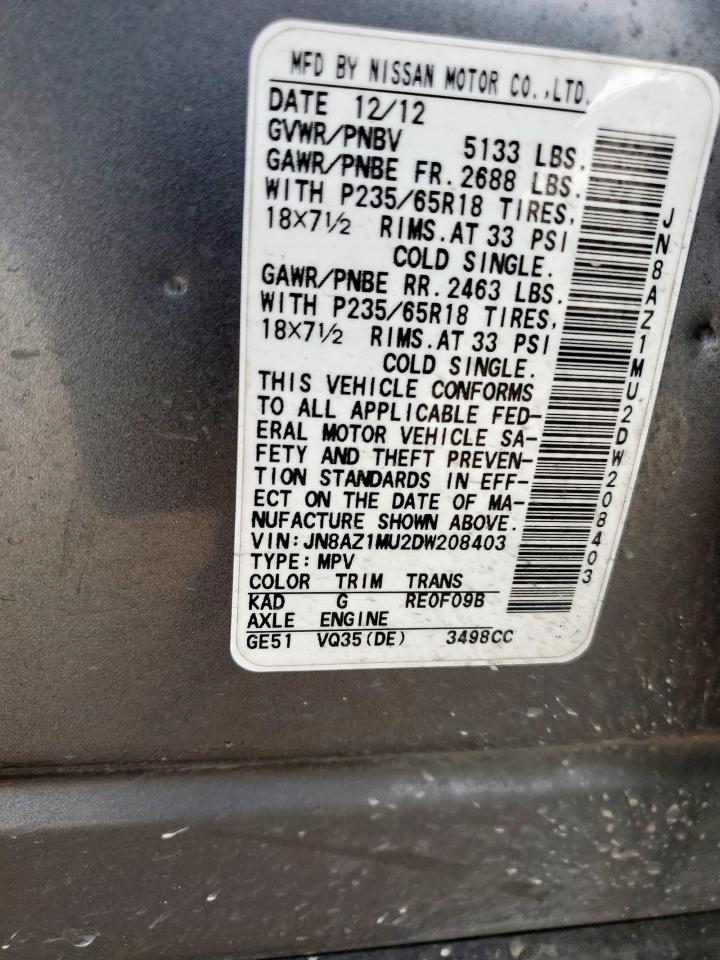 MFD BY NISSAN MOTOR CO.,LTD.
DATE 12/12
GVWR/PNBV 5133 LBS.
GAWR/PNBE FR. 2688 LBS.
WITH P235/65R18 TIRES,
18×7½ RIMS. AT 33 PSI
COLD SINGLE.
GAWR/PNBE RR. 2463 LBS.
WITH P235/65R18 TIRES,
18×7½ RIMS. AT 33 PSI
COLD SINGLE.
THIS VEHICLE CONFORMS
TO ALL APPLICABLE FED-
ERAL MOTOR VEHICLE SA-
FETY AND THEFT PREVEN-
TION STANDARDS IN EFF-
ECT ON THE DATE OF MA-
NUFACTURE SHOWN ABOVE.
VIN: JN8AZ1MU2DW208403
TYPE: MPV
COLOR TRIM TRANS
KAD G RE0F09B
AXLE ENGINE
GE51 VQ35(DE) 3498CC
JN8AZ1MU2DW208403